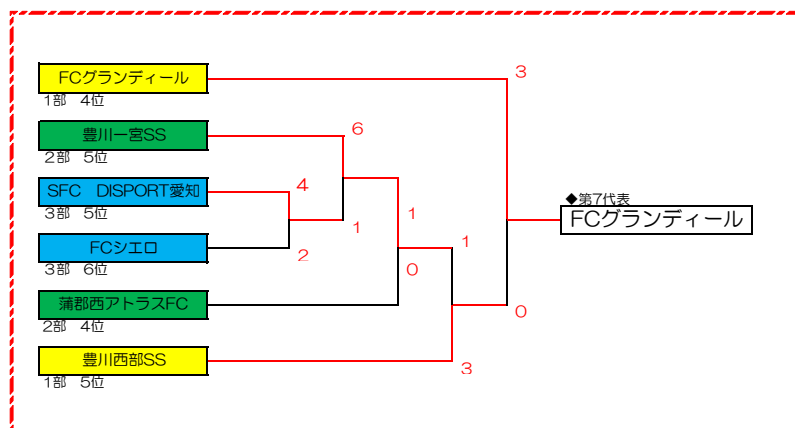 FCグランディール
1部　4位
3
豊川一宮SS
2部　5位
6
SFC　DISPORT愛知
3部　5位
4
1
1
◆第7代表
FCグランディール
FCシエロ
3部　6位
2
1
0
蒲郡西アトラスFC
2部　4位
0
豊川西部SS
1部　5位
3